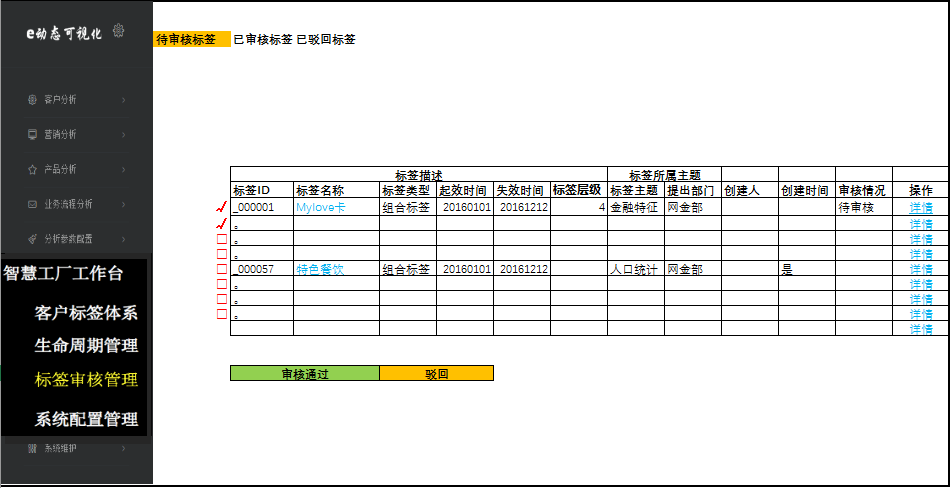 e动态可视化
客户分析
营销分析
产品分析
业务流程分析
分析参数配置
智慧工厂工作台
客户标签体系
生命周期管理
标签审核管理
系统配置管理
系统维护
待审核标签 已审核标签 已驳回标签
标签描述 标签所属主题
标签ID 标签名称 标签类型 起效时间 失效时间 标签层级 标签主题 提出部门 创建人 创建时间 审核情况 操作
_000001 Mylove卡 组合标签 20160101 20161212 4 金融特征 网金部 待审核 详情
。 详情
。 详情
。 详情
_000057 特色餐饮 组合标签 20160101 20161212 人口统计 网金部 是 详情
。 详情
。 详情
。 详情
详情
审核通过 驳回